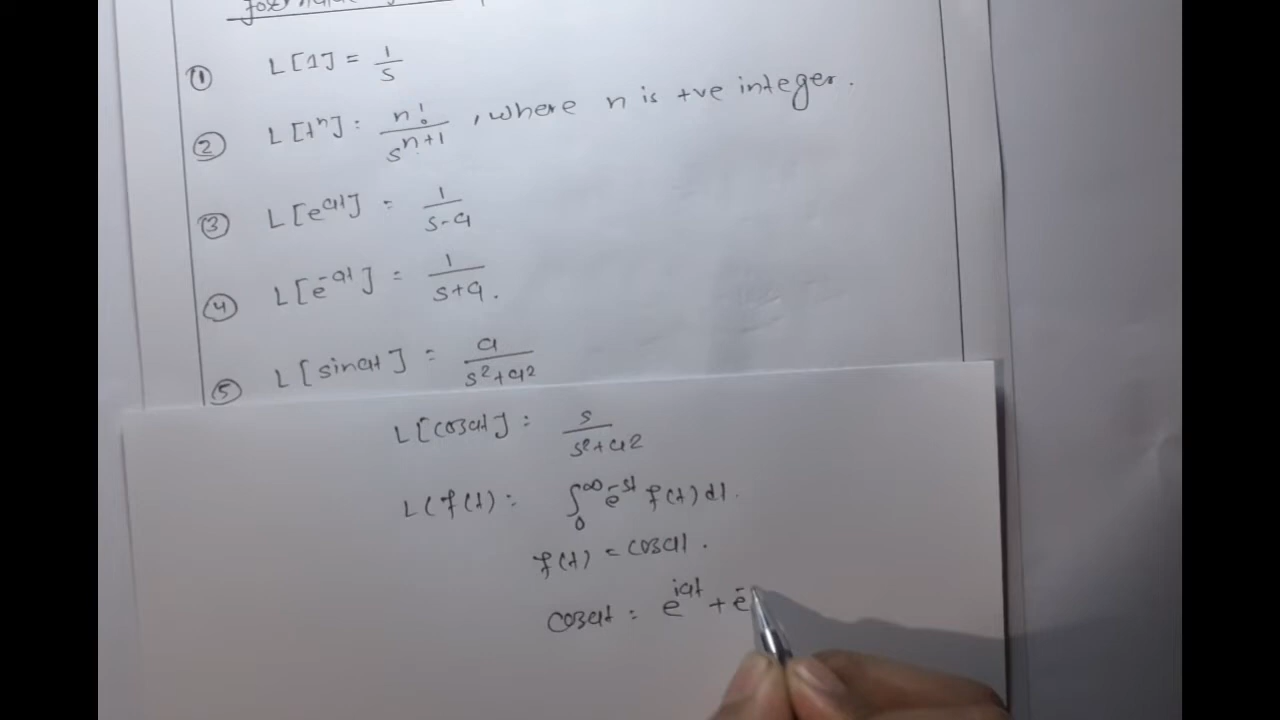 ① L[1] = 1/s
② L[tⁿ] : n!/sⁿ⁺¹ , where n is +ve integer.
③ L[eᵃᵗ] = 1/(s-a)
④ L[e⁻ᵃᵗ] = 1/(s+a).
⑤ L[sinat] = a/(s²+a²)
L[cosat] : s/(s²+a²)
L(f(t) : ∫₀^∞ e^-st f(t)dt.
f(t) = cosat.
cosat : e^iat + e^-